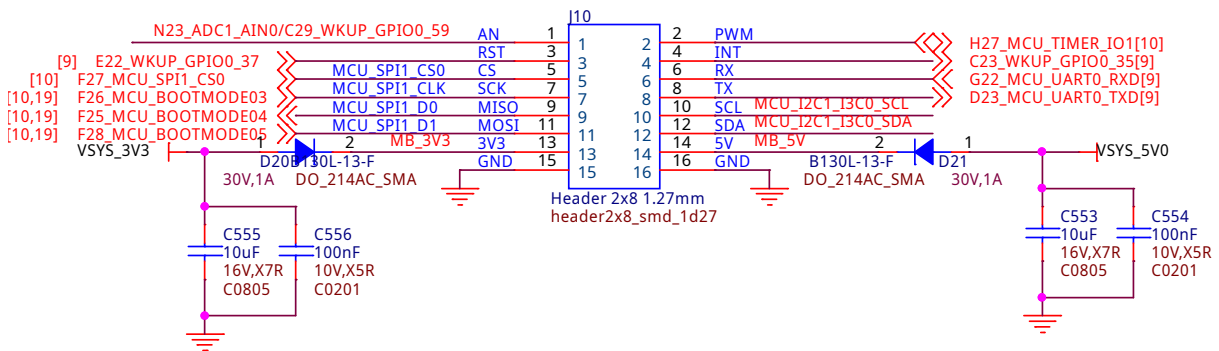 J10
N23_ADC1_AIN0/C29_WKUP_GPIO0_59 AN 1 1 2 2 PWM H27_MCU_TIMER_IO1[10]
[9] E22_WKUP_GPIO0_37 RST 3 3 4 4 INT C23_WKUP_GPIO0_35[9]
[10] F27_MCU_SPI1_CS0 MCU_SPI1_CS0 CS 5 5 6 6 RX G22_MCU_UART0_RXD[9]
[10,19] F26_MCU_BOOTMODE03 MCU_SPI1_CLK SCK 7 7 8 8 TX D23_MCU_UART0_TXD[9]
[10,19] F25_MCU_BOOTMODE04 MCU_SPI1_D0 MISO 9 9 10 10 SCL MCU_I2C1_I3C0_SCL
[10,19] F28_MCU_BOOTMODE05 MCU_SPI1_D1 MOSI 11 11 12 12 SDA MCU_I2C1_I3C0_SDA
VSYS_3V3 1 2 MB_3V3 3V3 13 13 14 14 5V MB_5V 2 1 VSYS_5V0
D20 B130L-13-F GND 15 15 16 16 GND B130L-13-F D21
30V,1A DO_214AC_SMA DO_214AC_SMA 30V,1A
Header 2x8 1.27mm
header2x8_smd_1d27
C555 C556 C553 C554
10uF 100nF 10uF 100nF
16V,X7R 10V,X5R 16V,X7R 10V,X5R
C0805 C0201 C0805 C0201